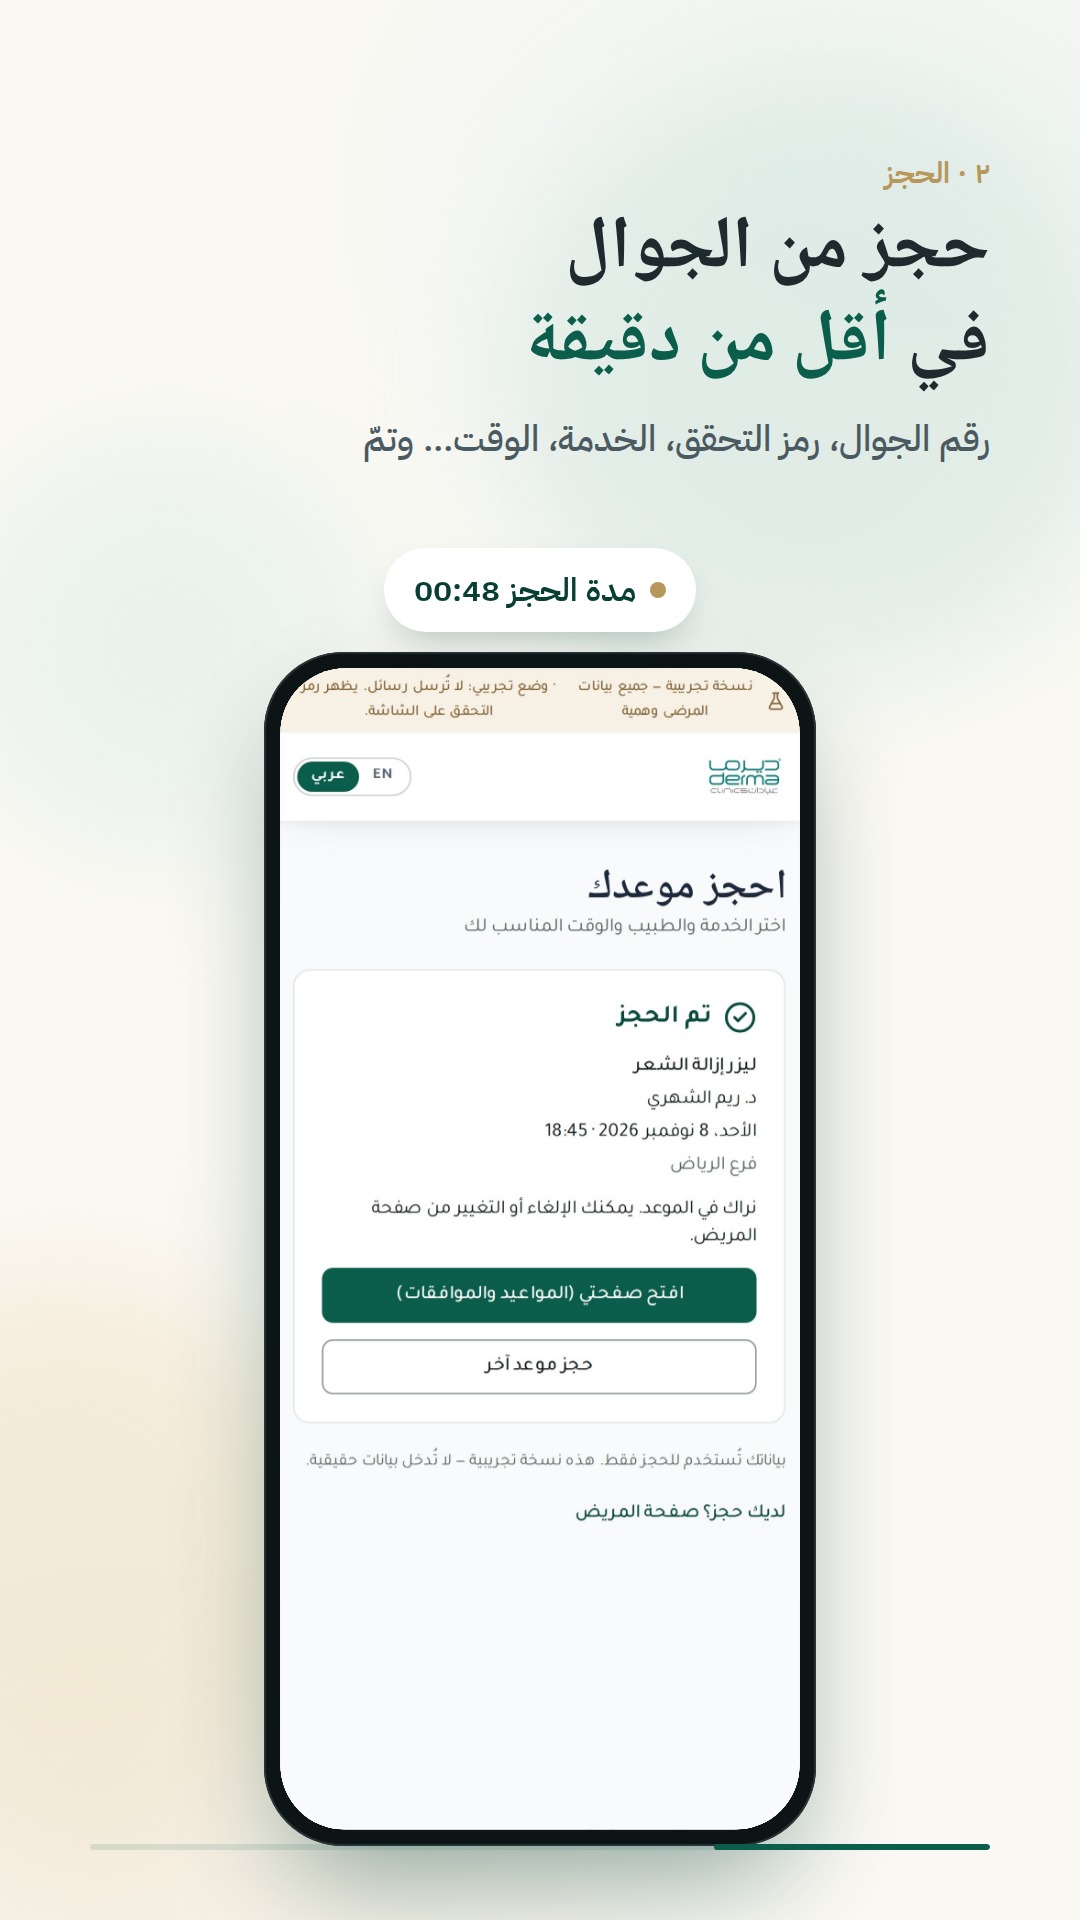 ٢ · الحجز
حجز من الجوال
في أقل من دقيقة
رقم الجوال، رمز التحقق، الخدمة، الوقت... وتمّ
مدة الحجز 00:48
نسخة تجريبية – جميع بيانات المرضى وهمية
· وضع تجريبي: لا تُرسل رسائل. يظهر رمز التحقق على الشاشة.
ديرما
derma
clinics عيادات
EN
عربي
احجز موعدك
اختر الخدمة والطبيب والوقت المناسب لك
تم الحجز
ليزر إزالة الشعر
د. ريم الشهري
الأحد، 8 نوفمبر 2026 · 18:45
فرع الرياض
نراك في الموعد. يمكنك الإلغاء أو التغيير من صفحة
المريض.
افتح صفحتي (المواعيد والموافقات)
حجز موعد آخر
بياناتك تُستخدم للحجز فقط. هذه نسخة تجريبية – لا تُدخل بيانات حقيقية.
لديك حجز؟ صفحة المريض